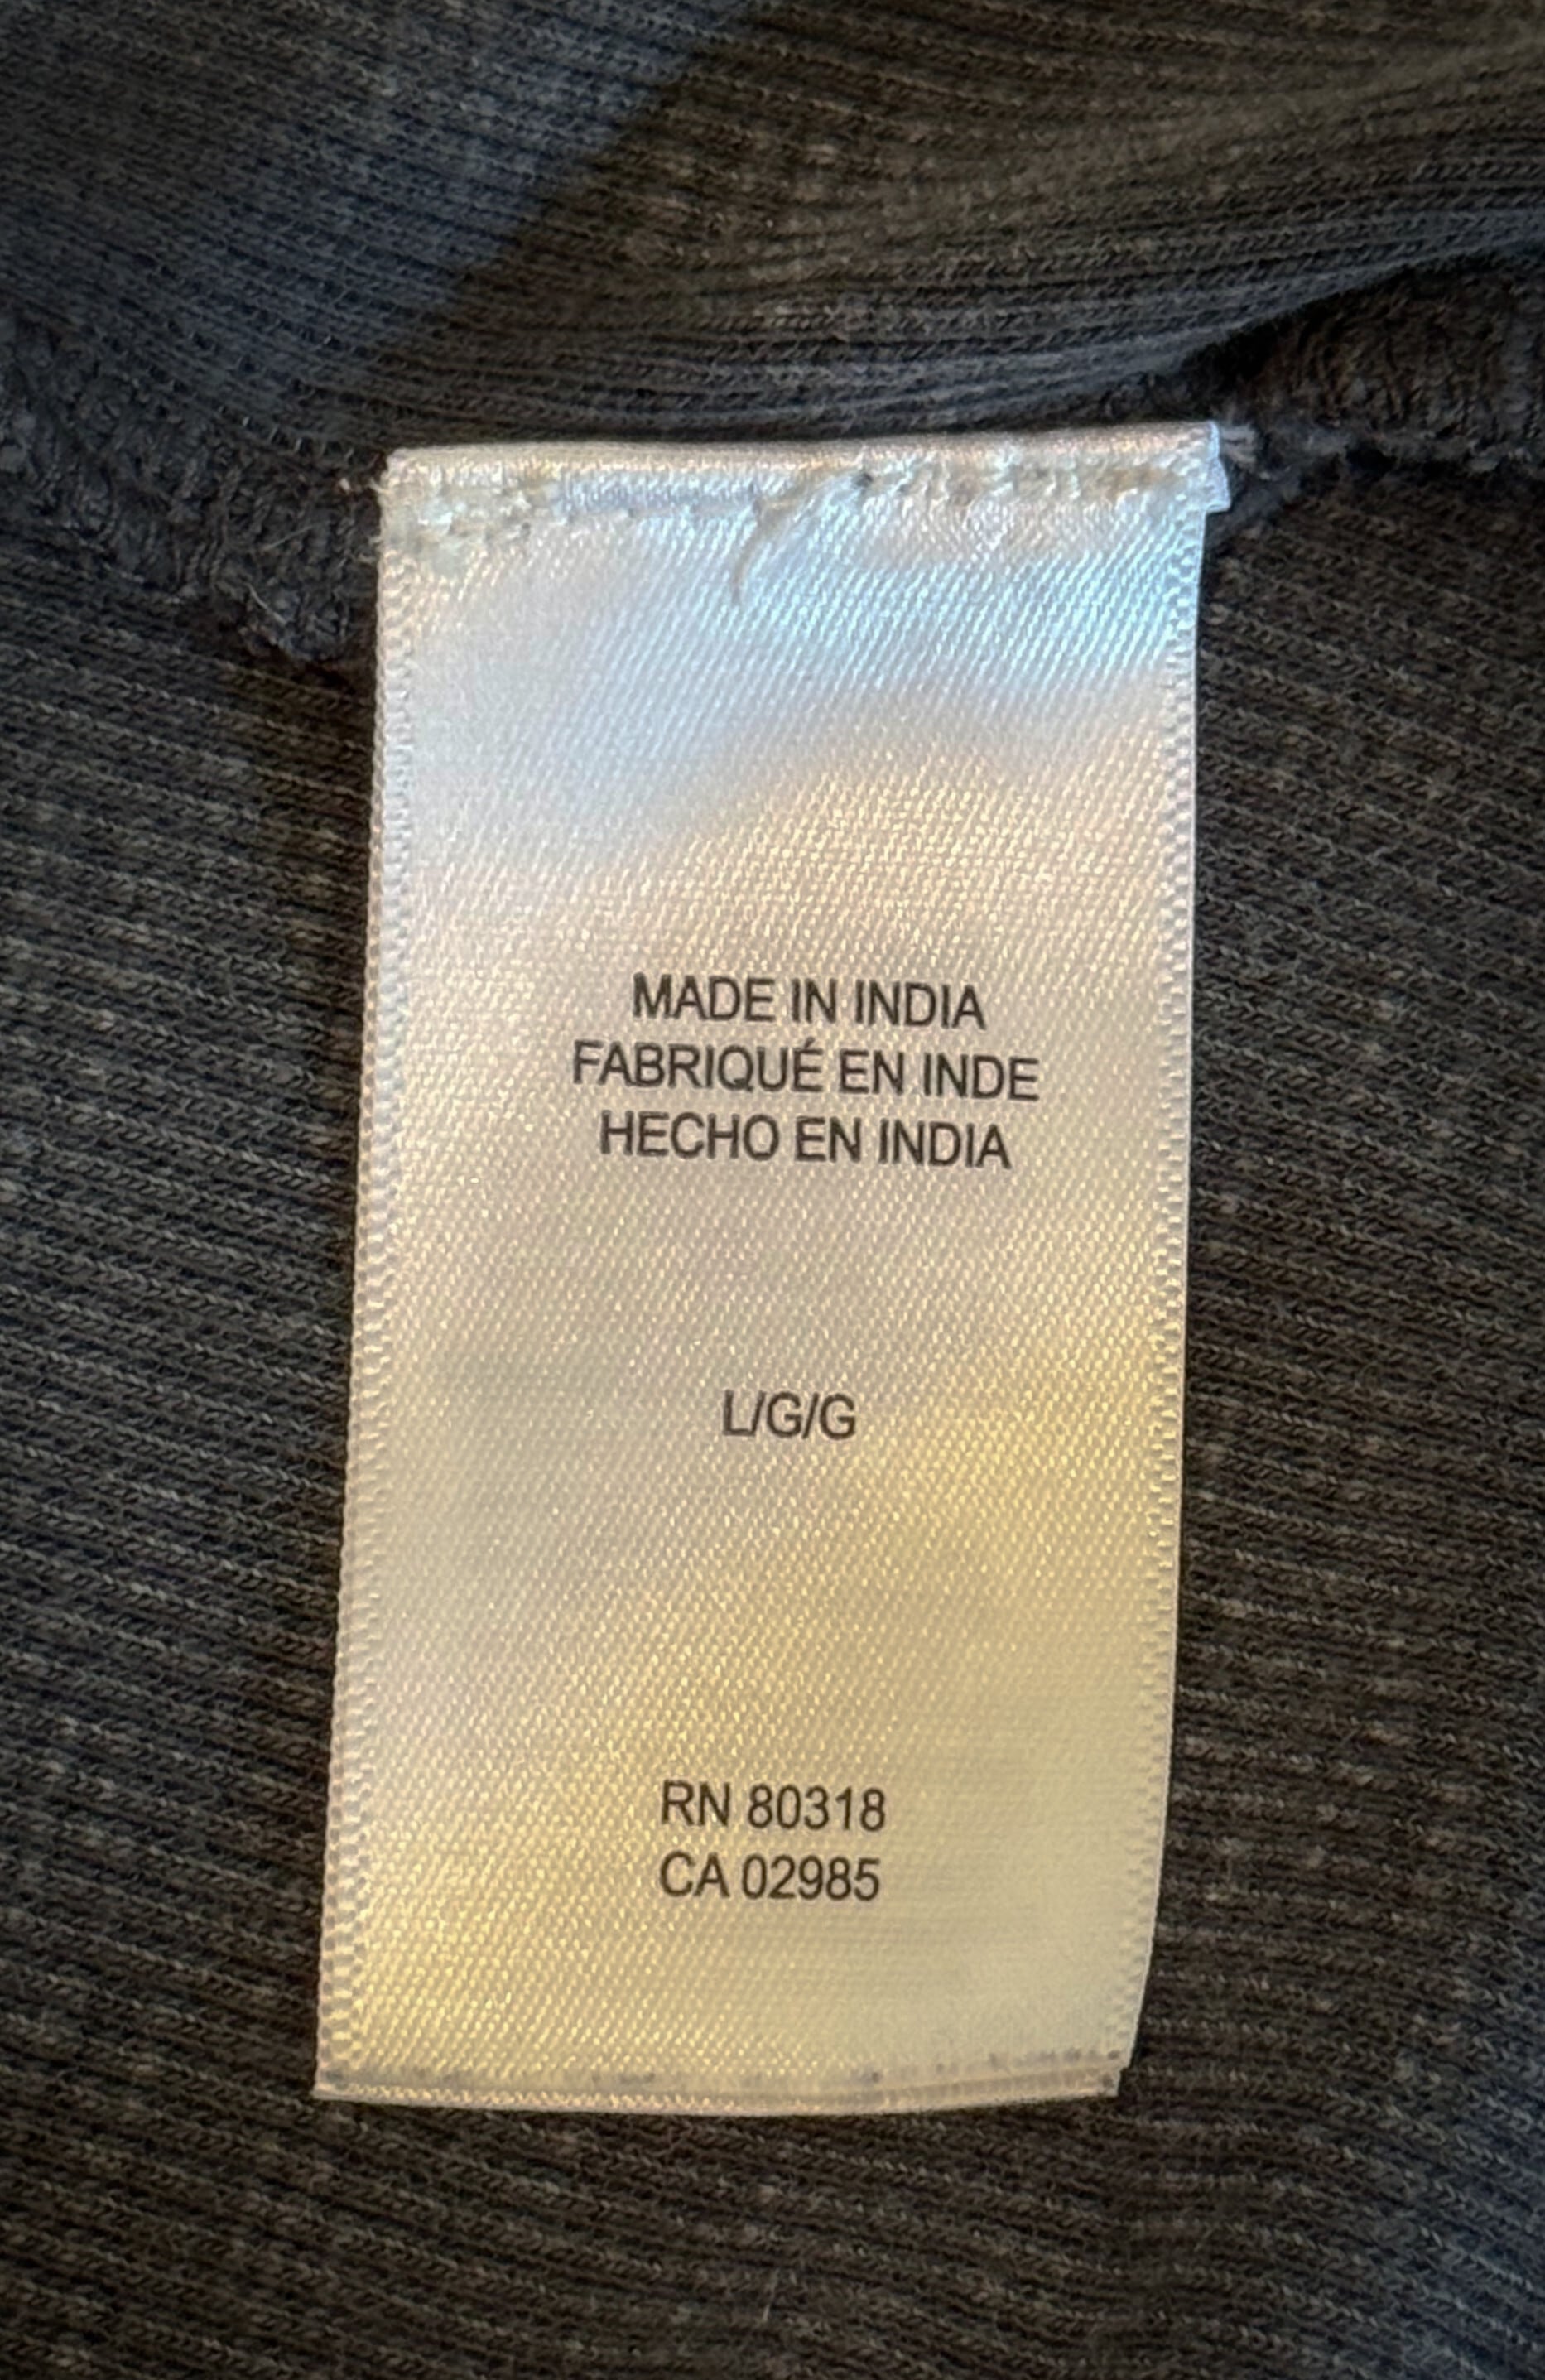 MADE IN INDIA
FABRIQUÉ EN INDE
HECHO EN INDIA
L/G/G
RN 80318
CA 02985